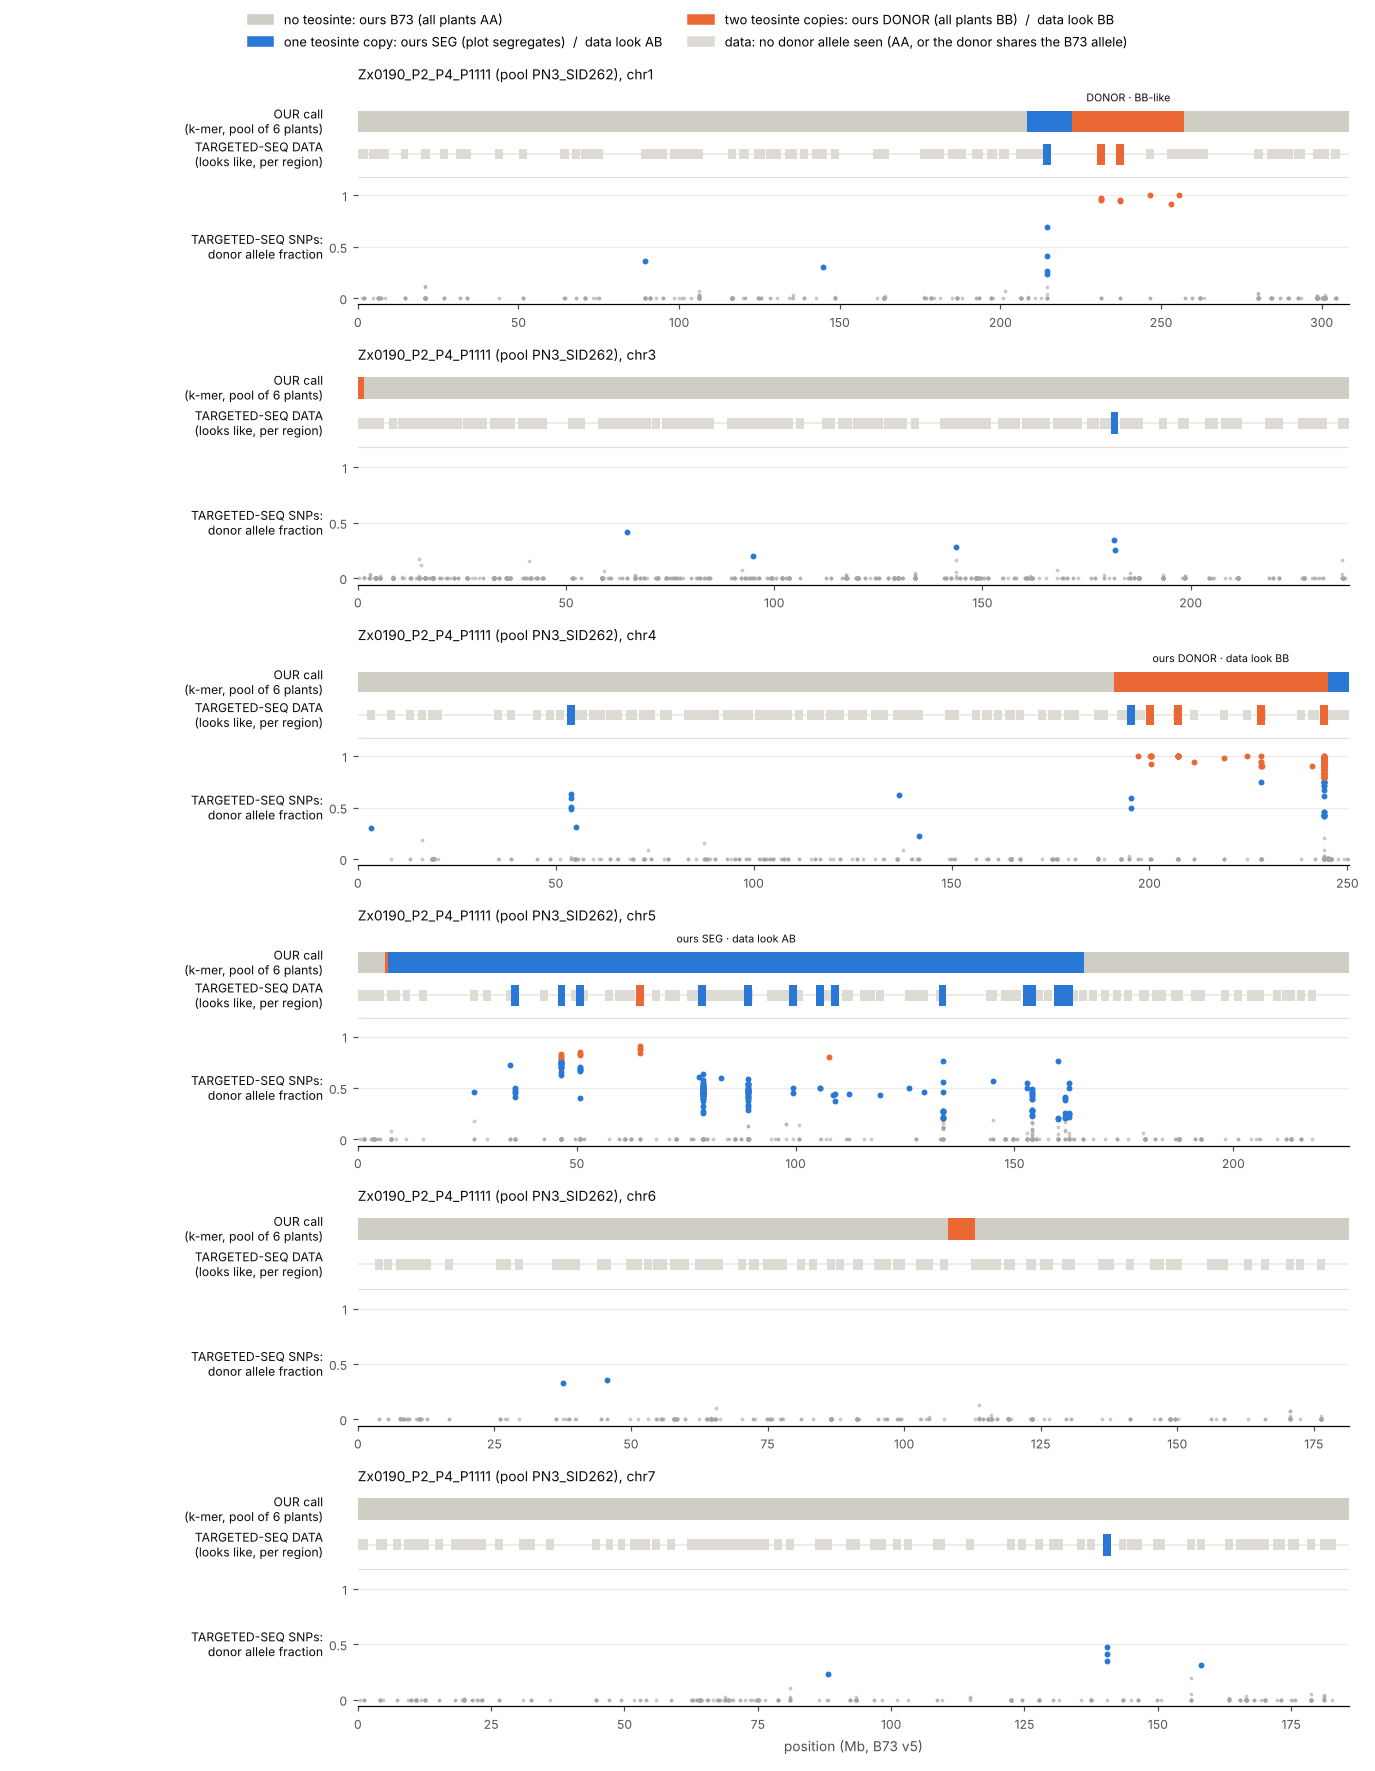 no teosinte: ours B73 (all plants AA)
two teosinte copies: ours DONOR (all plants BB)  /  data look BB
one teosinte copy: ours SEG (plot segregates)  /  data look AB
data: no donor allele seen (AA, or the donor shares the B73 allele)
Zx0190_P2_P4_P1111 (pool PN3_SID262), chr1
DONOR · BB-like
OUR call
(k-mer, pool of 6 plants)
TARGETED-SEQ DATA
(looks like, per region)
1
TARGETED-SEQ SNPs:
donor allele fraction
0.5
0
0 50 100 150 200 250 300
Zx0190_P2_P4_P1111 (pool PN3_SID262), chr3
OUR call
(k-mer, pool of 6 plants)
TARGETED-SEQ DATA
(looks like, per region)
1
TARGETED-SEQ SNPs:
donor allele fraction
0.5
0
0 50 100 150 200
Zx0190_P2_P4_P1111 (pool PN3_SID262), chr4
ours DONOR · data look BB
OUR call
(k-mer, pool of 6 plants)
TARGETED-SEQ DATA
(looks like, per region)
1
TARGETED-SEQ SNPs:
donor allele fraction
0.5
0
0 50 100 150 200 250
Zx0190_P2_P4_P1111 (pool PN3_SID262), chr5
ours SEG · data look AB
OUR call
(k-mer, pool of 6 plants)
TARGETED-SEQ DATA
(looks like, per region)
1
TARGETED-SEQ SNPs:
donor allele fraction
0.5
0
0 50 100 150 200
Zx0190_P2_P4_P1111 (pool PN3_SID262), chr6
OUR call
(k-mer, pool of 6 plants)
TARGETED-SEQ DATA
(looks like, per region)
1
TARGETED-SEQ SNPs:
donor allele fraction
0.5
0
0 25 50 75 100 125 150 175
Zx0190_P2_P4_P1111 (pool PN3_SID262), chr7
OUR call
(k-mer, pool of 6 plants)
TARGETED-SEQ DATA
(looks like, per region)
1
TARGETED-SEQ SNPs:
donor allele fraction
0.5
0
0 25 50 75 100 125 150 175
position (Mb, B73 v5)